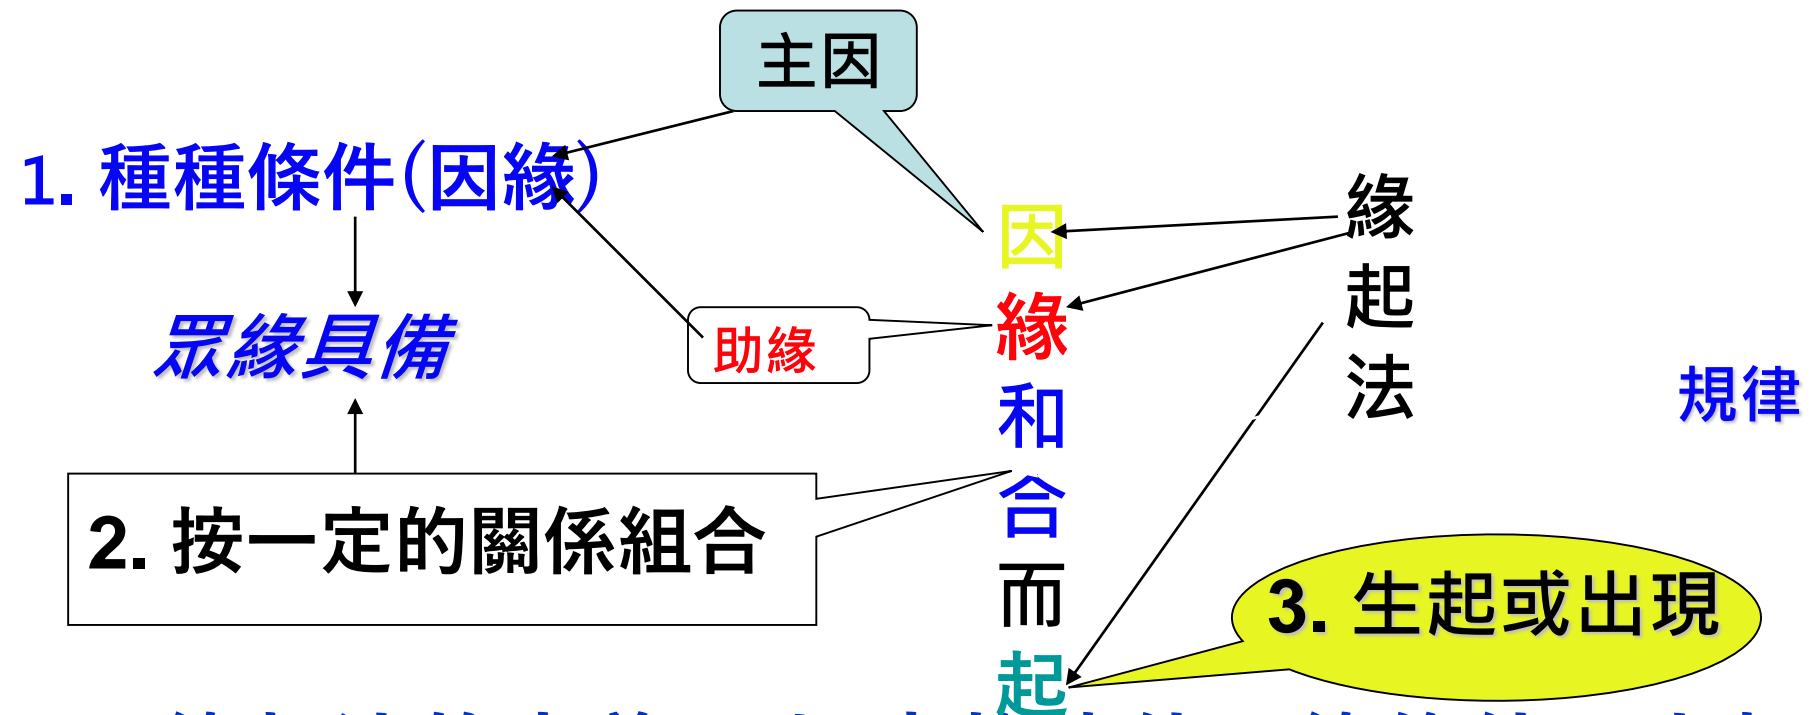 主因
1. 種種條件(因緣)
眾緣具備
助緣
2. 按一定的關係組合
因緣和合而起
緣起法
規律
3. 生起或出現